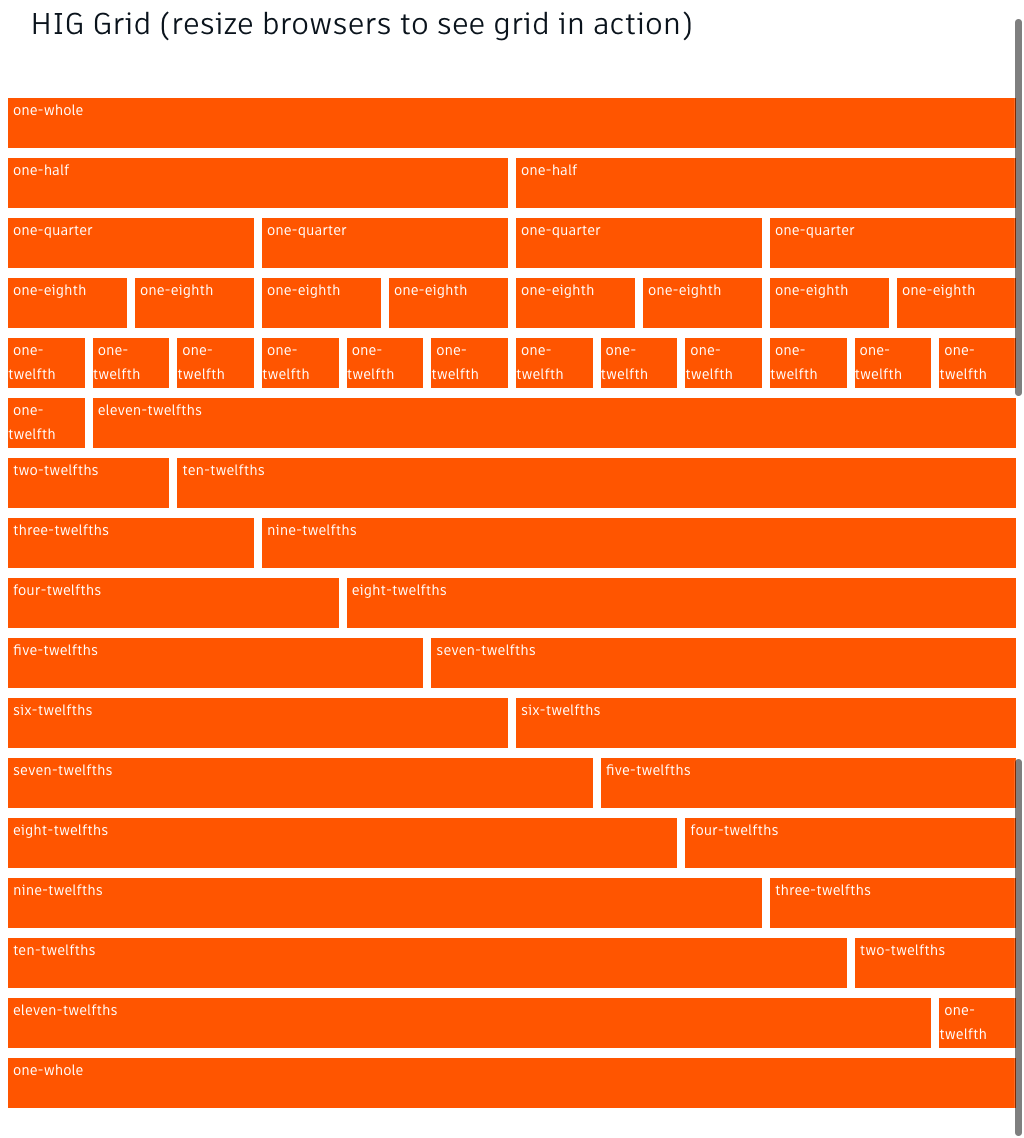 HIG Grid (resize browsers to see grid in action)
one-whole
one-half one-half
one-quarter one-quarter one-quarter one-quarter
one-eighth one-eighth one-eighth one-eighth one-eighth one-eighth one-eighth one-eighth
one- one- one- one- one- one- one- one- one- one- one- one-
twelfth twelfth twelfth twelfth twelfth twelfth twelfth twelfth twelfth twelfth twelfth twelfth
one- eleven-twelfths
twelfth
two-twelfths ten-twelfths
three-twelfths nine-twelfths
four-twelfths eight-twelfths
five-twelfths seven-twelfths
six-twelfths six-twelfths
seven-twelfths five-twelfths
eight-twelfths four-twelfths
nine-twelfths three-twelfths
ten-twelfths two-twelfths
eleven-twelfths one-
twelfth
one-whole